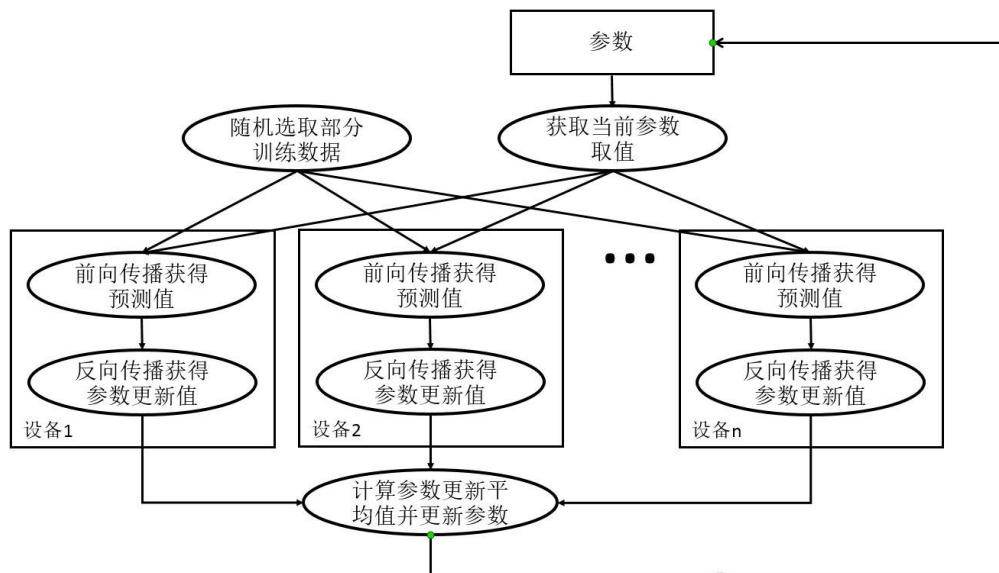 参数
随机选取部分
训练数据
获取当前参数
取值
前向传播获得
预测值
反向传播获得
参数更新值
设备1
前向传播获得
预测值
反向传播获得
参数更新值
设备2
前向传播获得
预测值
反向传播获得
参数更新值
设备n
计算参数更新平
均值并更新参数